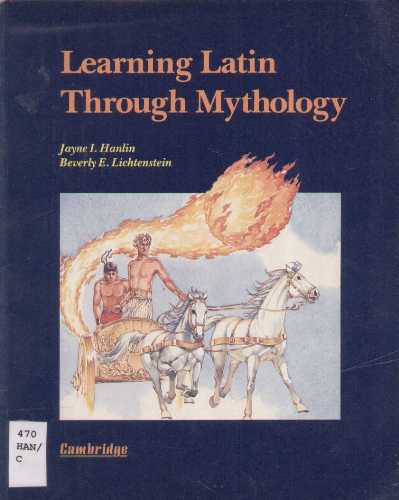 Learning Latin
Through Mythology
Jayne I. Hanlin
Beverly E. Lichtenstein
470
HAN/
C
Cambridge